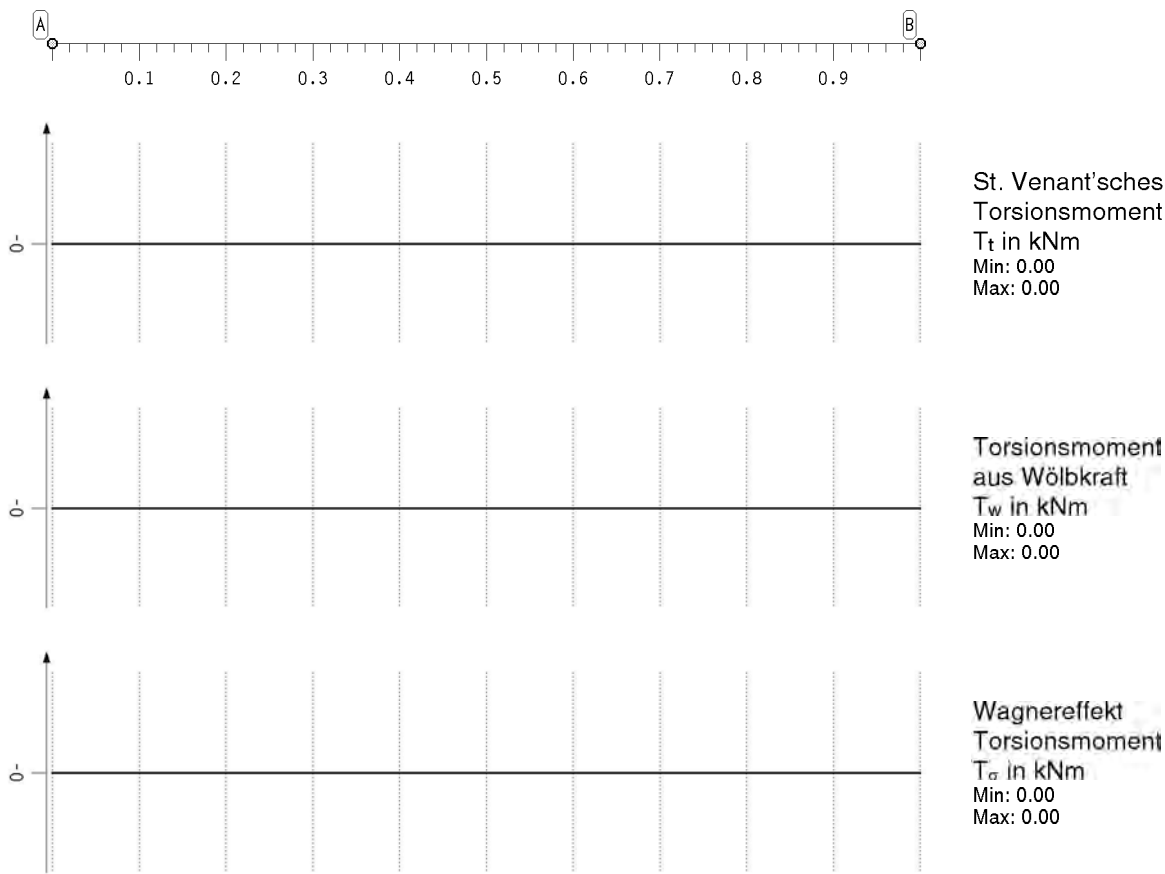 A B
0.1 0.2 0.3 0.4 0.5 0.6 0.7 0.8 0.9
0-
St. Venant'sches
Torsionsmoment
Tt in kNm
Min: 0.00
Max: 0.00
0-
Torsionsmoment
aus Wölbkraft
Tw in kNm
Min: 0.00
Max: 0.00
0-
Wagnereffekt
Torsionsmoment
Tσ in kNm
Min: 0.00
Max: 0.00